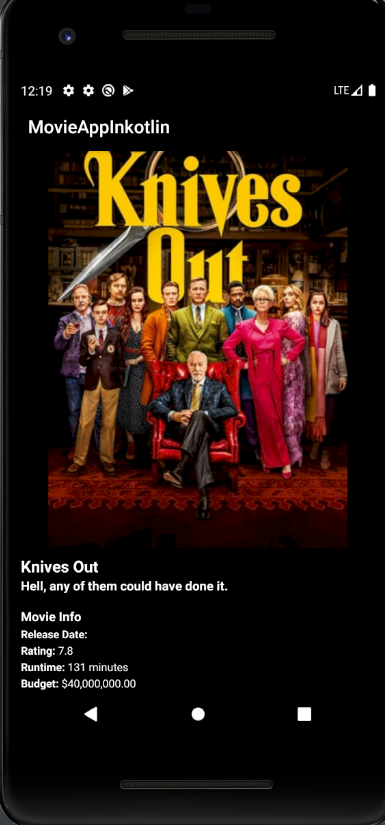 12:19
LTE
MovieAppInkotlin
Knives
Out
Knives Out
Hell, any of them could have done it.
Movie Info
Release Date:
Rating: 7.8
Runtime: 131 minutes
Budget: $40,000,000.00